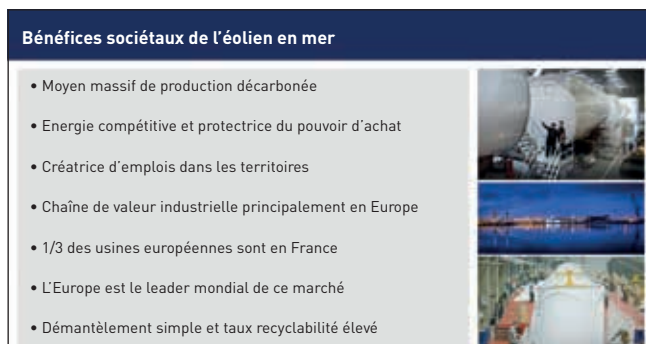 Bénéfices sociétaux de l’éolien en mer
• Moyen massif de production décarbonée
• Energie compétitive et protectrice du pouvoir d’achat
• Créatrice d’emplois dans les territoires
• Chaîne de valeur industrielle principalement en Europe
• 1/3 des usines européennes sont en France
• L’Europe est le leader mondial de ce marché
• Démantèlement simple et taux recyclabilité élevé